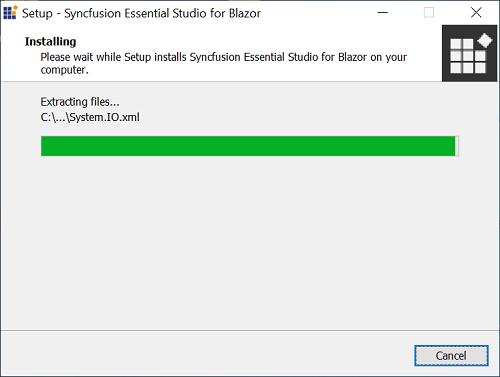 Setup - Syncfusion Essential Studio for Blazor
Installing
Please wait while Setup installs Syncfusion Essential Studio for Blazor on your
computer.
Extracting files...
C:\...\System.IO.xml
Cancel